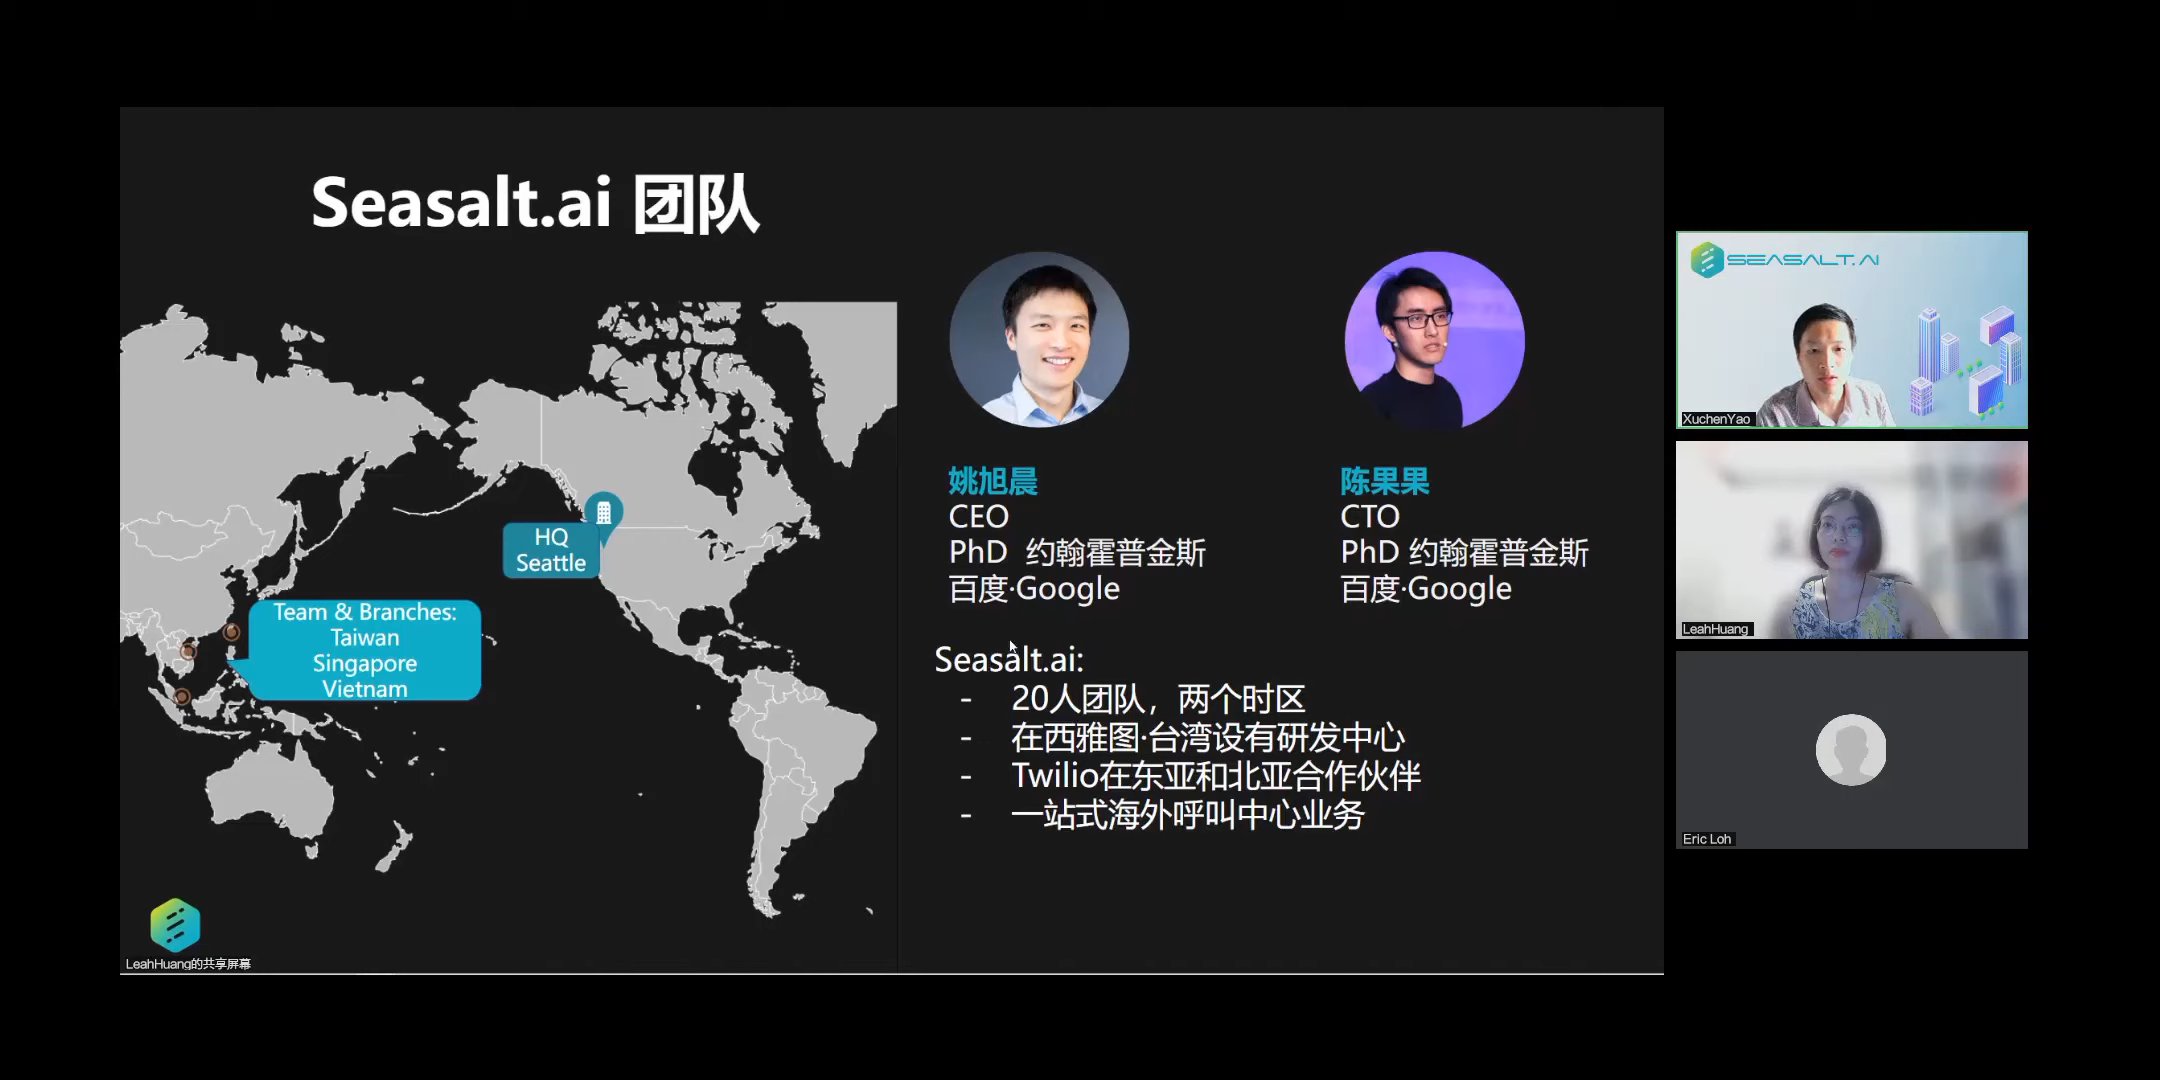 Seasalt.ai 团队
HQ
Seattle
Team & Branches:
Taiwan
Singapore
Vietnam
姚旭晨
CEO
PhD 约翰霍普金斯
百度·Google
陈果果
CTO
PhD 约翰霍普金斯
百度·Google
Seasalt.ai:
- 20人团队，两个时区
- 在西雅图·台湾设有研发中心
- Twilio在东亚和北亚合作伙伴
- 一站式海外呼叫中心业务
LeahHuang的共享屏幕
SEASALT.AI
XuchenYao
LeahHuang
Eric Loh